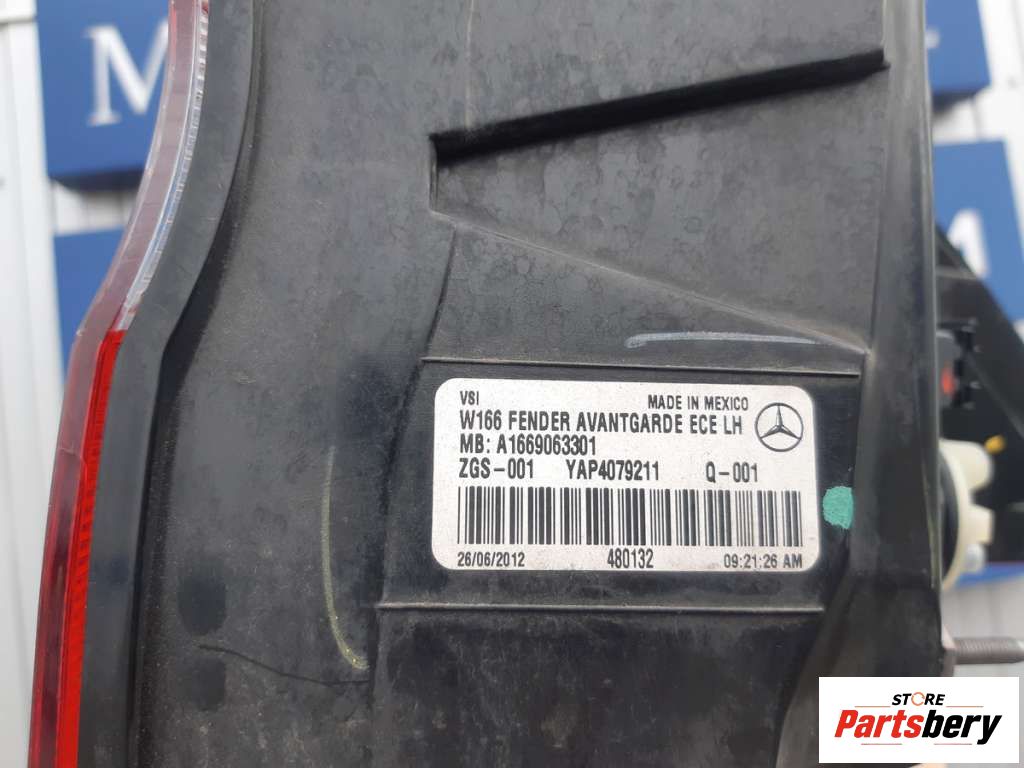 M
M
VSI MADE IN MEXICO
W166 FENDER AVANTGARDE ECE LH
MB: A1669063301
ZGS-001 YAP4079211 Q-001
26/06/2012 480132 09:21:26 AM
STORE
Partsbery